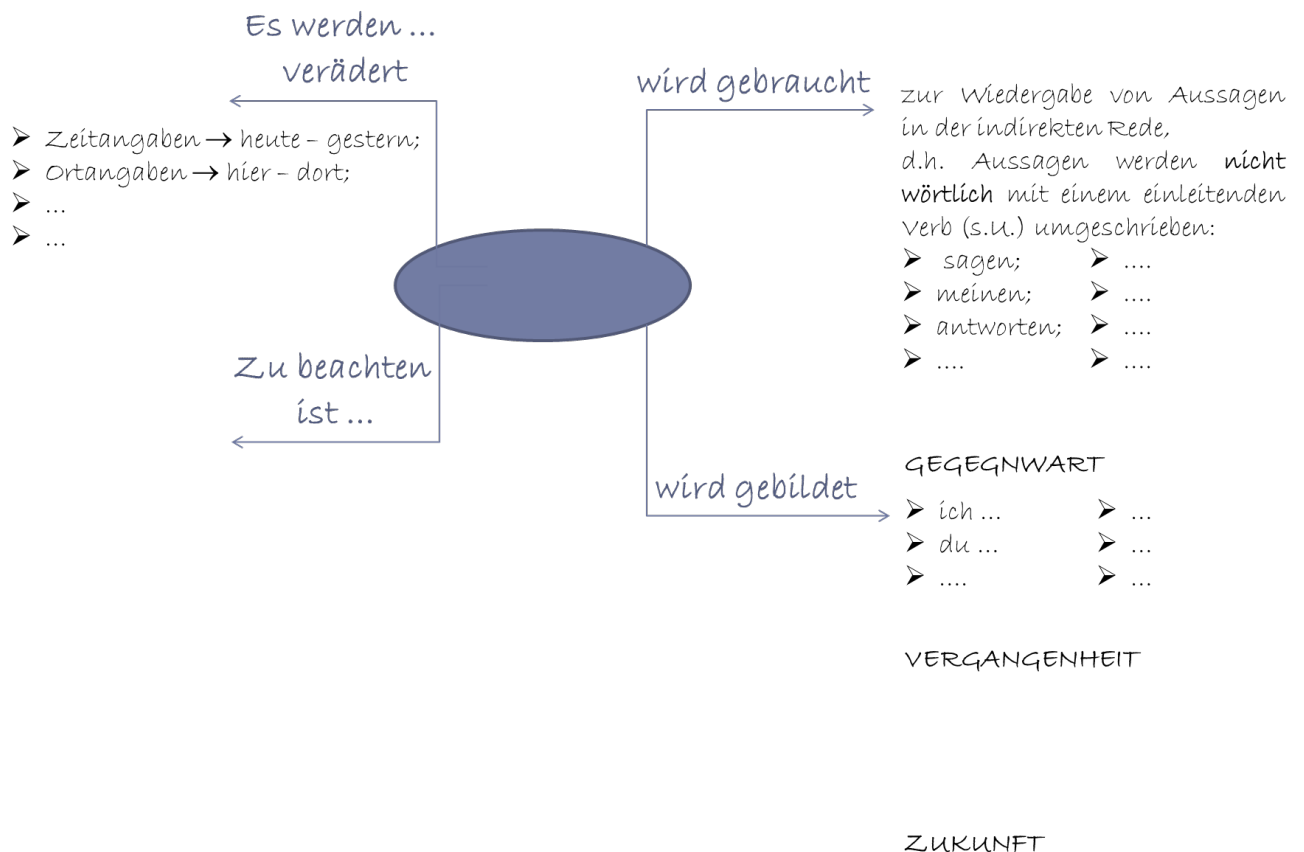 Es werden ...
verädert
➢ Zeitangaben → heute – gestern;
➢ Ortangaben → hier – dort;
➢ ...
➢ ...
wird gebraucht
zur Wiedergabe von Aussagen
in der indirekten Rede,
d.h. Aussagen werden nicht
wörtlich mit einem einleitenden
Verb (s.u.) umgeschrieben:
➢ sagen; ➢ ....
➢ meinen; ➢ ....
➢ antworten; ➢ ....
➢ .... ➢ ....
Zu beachten
ist ...
wird gebildet
GEGEGNWART
➢ ich ... ➢ ...
➢ du ... ➢ ...
➢ .... ➢ ...
VERGANGENHEIT
ZUKUNFT